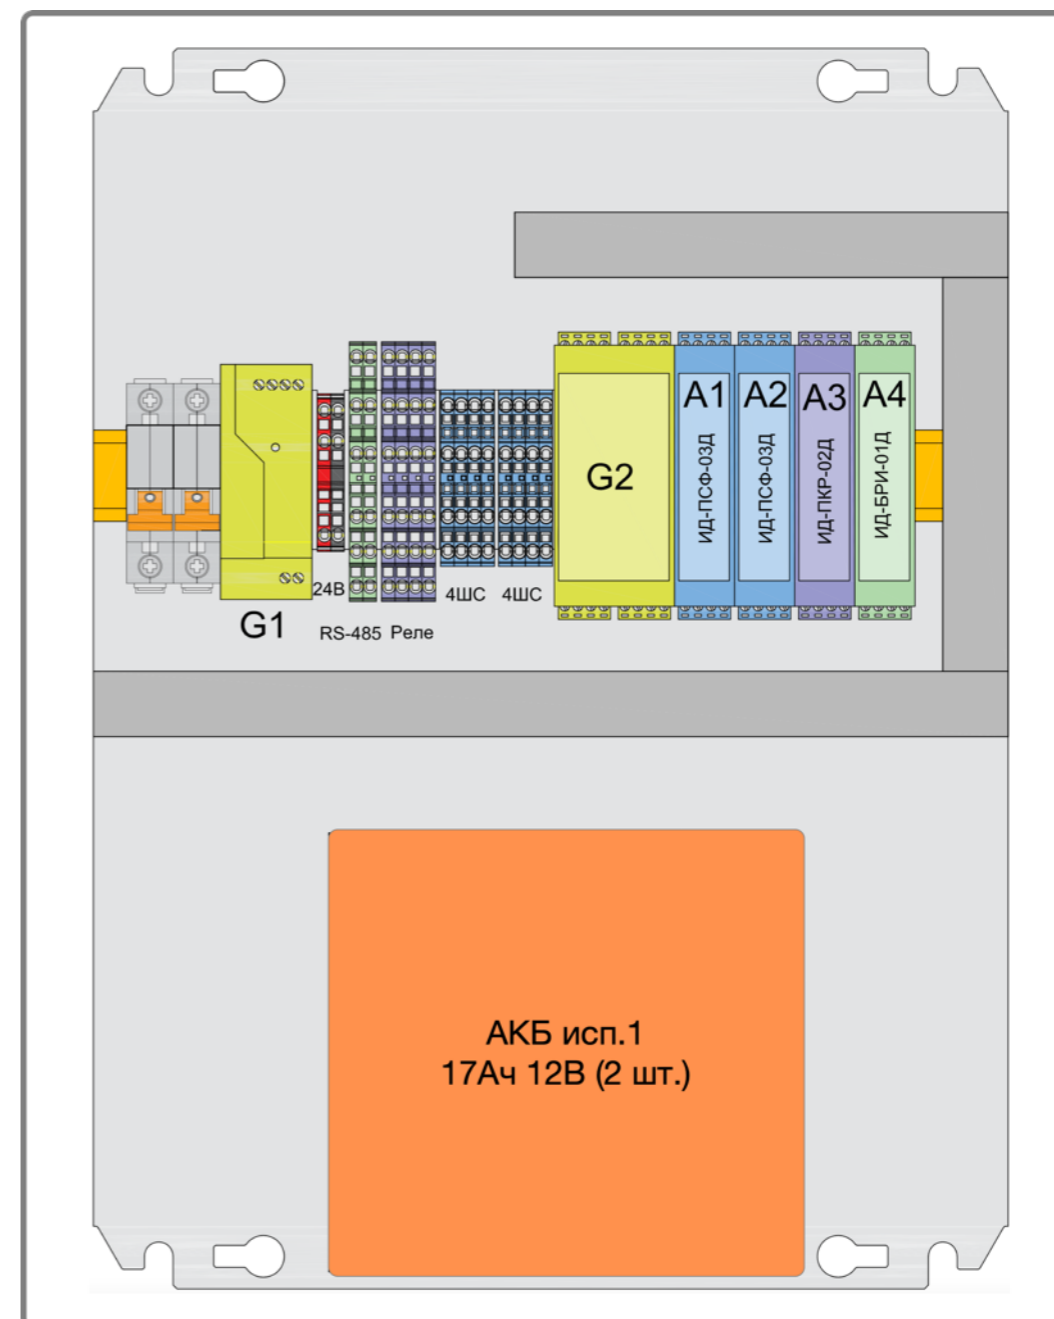 A1
A2
A3
A4
G2
ИД-ПСФ-03Д
ИД-ПСФ-03Д
ИД-ПКР-02Д
ИД-БРИ-01Д
24В
4ШС
4ШС
G1
RS-485
Реле
АКБ исп.1
17Ач 12В (2 шт.)